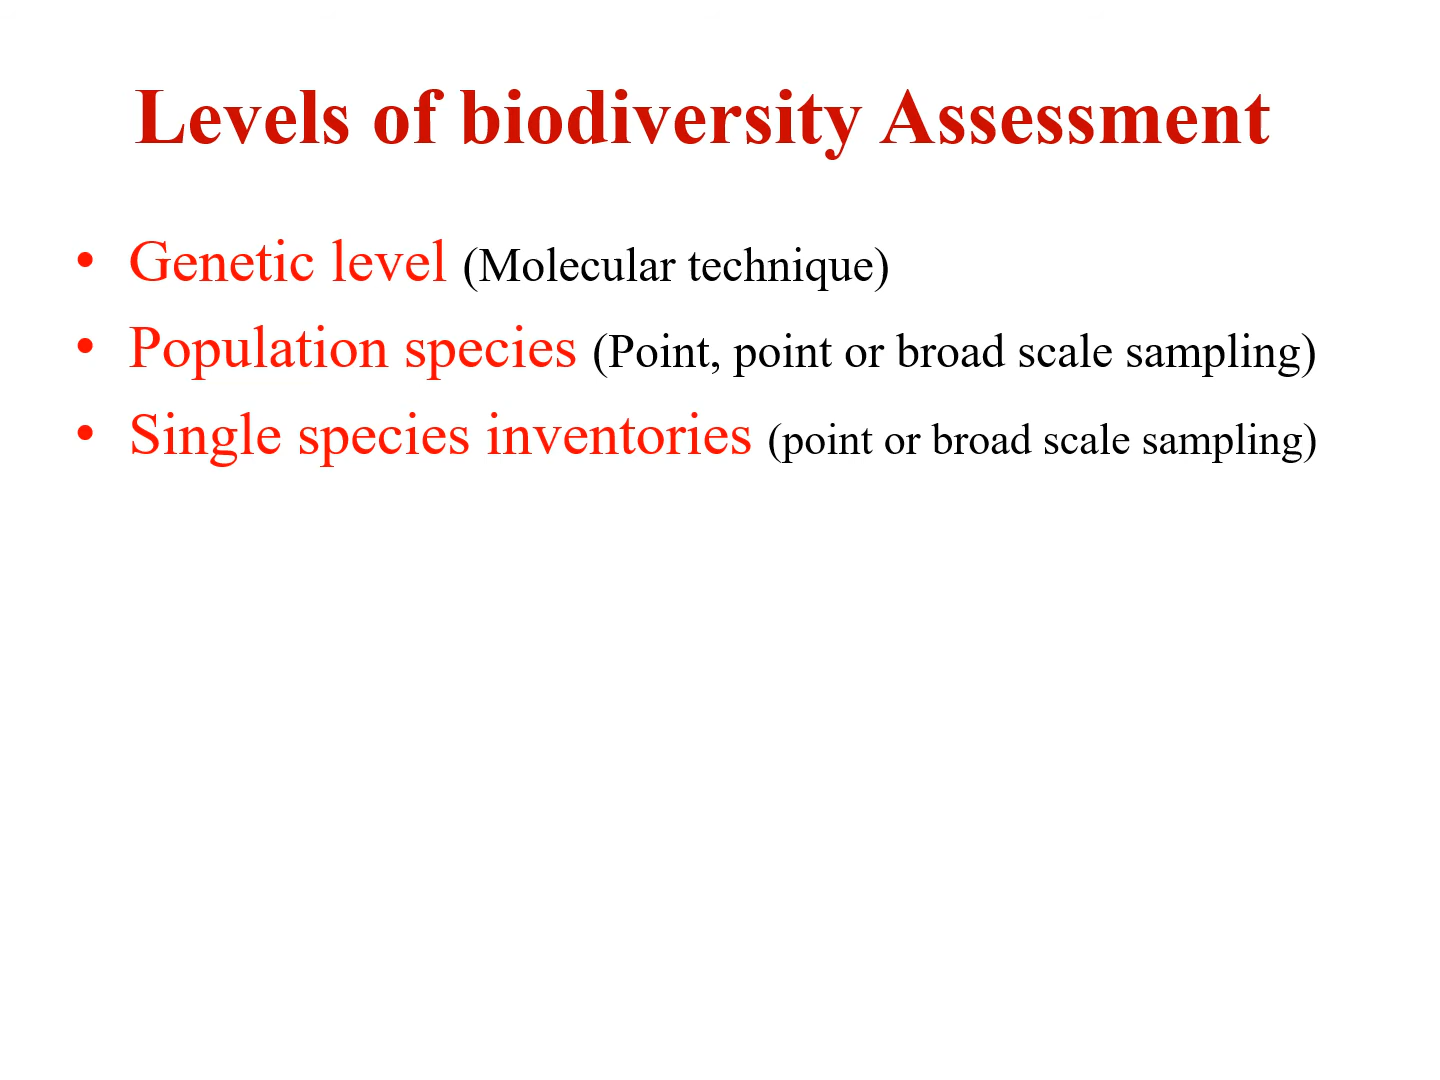 Levels of biodiversity Assessment
• Genetic level (Molecular technique)
• Population species (Point, point or broad scale sampling)
• Single species inventories (point or broad scale sampling)